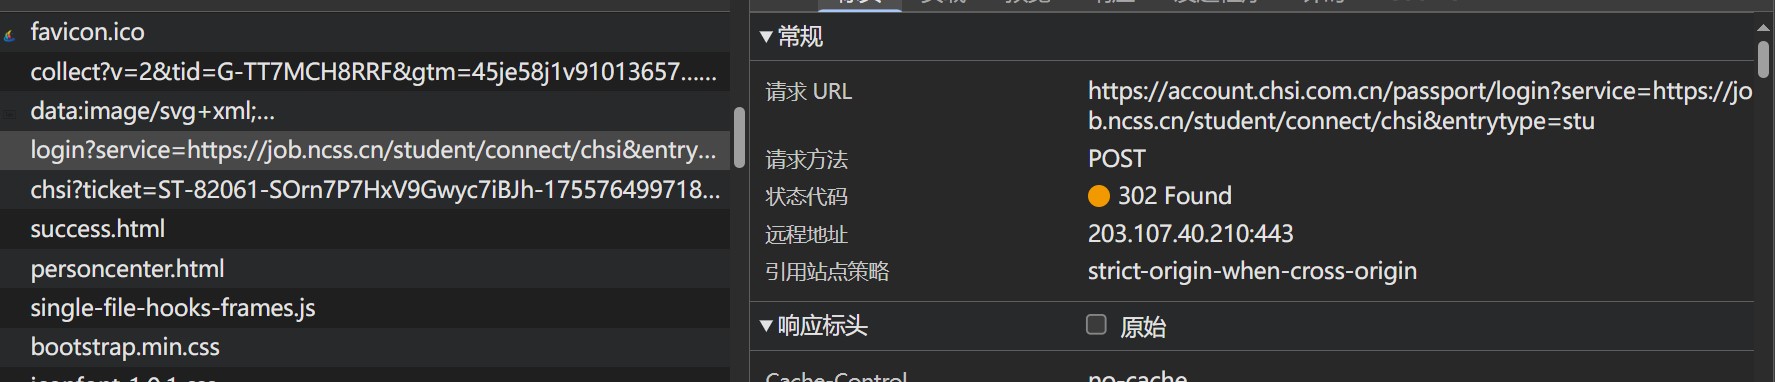 favicon.ico
collect?v=2&tid=G-TT7MCH8RRF&gtm=45je58j1v91013657......
data:image/svg+xml;...
login?service=https://job.ncss.cn/student/connect/chsi&entry...
chsi?ticket=ST-82061-SOrn7P7HxV9Gwyc7iBJh-175576499718...
success.html
personcenter.html
single-file-hooks-frames.js
bootstrap.min.css
常规
请求 URL
https://account.chsi.com.cn/passport/login?service=https://jo
b.ncss.cn/student/connect/chsi&entrytype=stu
请求方法
POST
状态代码
302 Found
远程地址
203.107.40.210:443
引用站点策略
strict-origin-when-cross-origin
响应标头
原始
Cache-Control
no-cache